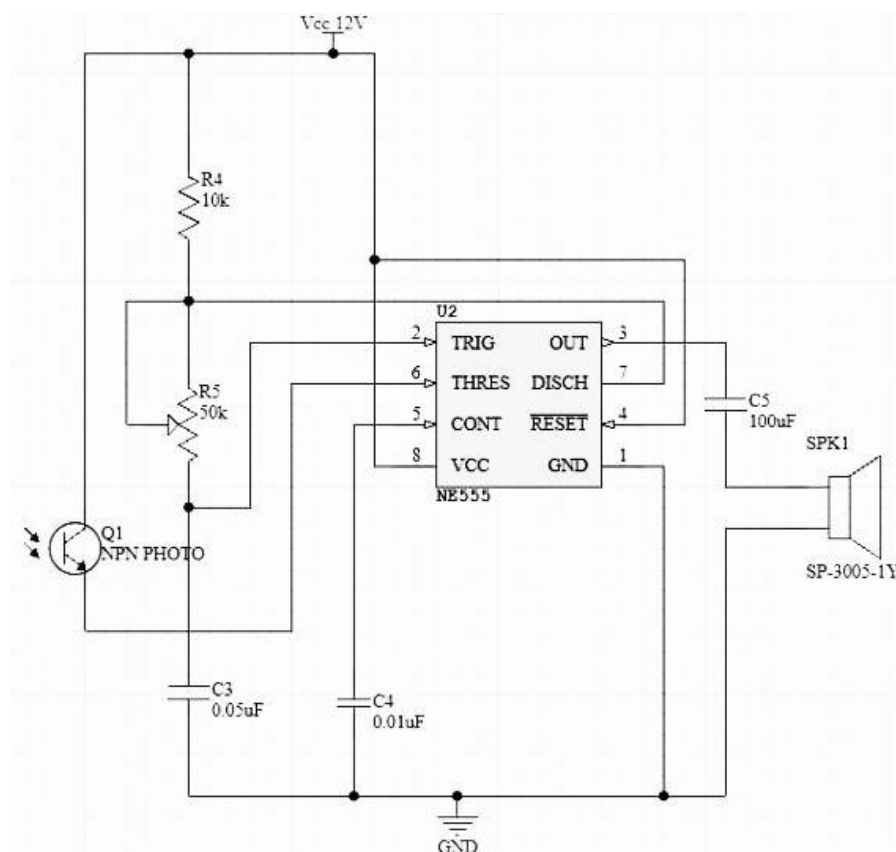 Vcc 12V
R4
10k
U2
2 TRIG OUT 3
6 THRES DISCH 7
5 CONT RESET 4
8 VCC GND 1
NE555
R5
50k
C5
100uF
SPK1
SP-3005-1Y
Q1
NPN PHOTO
C3
0.05uF
C4
0.01uF
GND